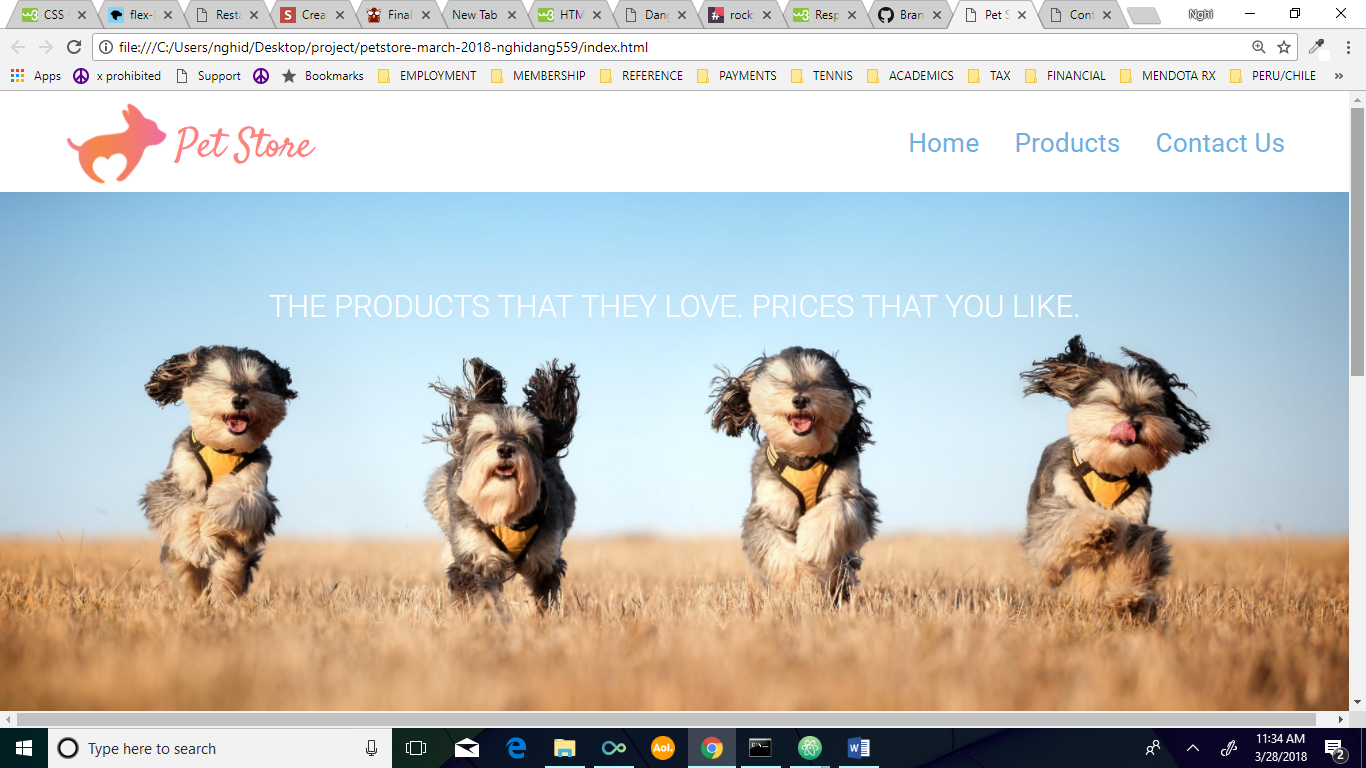 CSS
flex-
Resta
S Crea
Final
New Tab
w3 HTM
Dang
rock
w3 Resp
Bran
Pet S
Cont
Nghi
file:///C:/Users/nghid/Desktop/project/petstore-march-2018-nghidang559/index.html
Apps x prohibited Support Bookmarks EMPLOYMENT MEMBERSHIP REFERENCE PAYMENTS TENNIS ACADEMICS TAX FINANCIAL MENDOTA RX PERU/CHILE »
Pet Store
Home Products Contact Us
THE PRODUCTS THAT THEY LOVE. PRICES THAT YOU LIKE.
Type here to search
Aol.
11:34 AM
3/28/2018
2